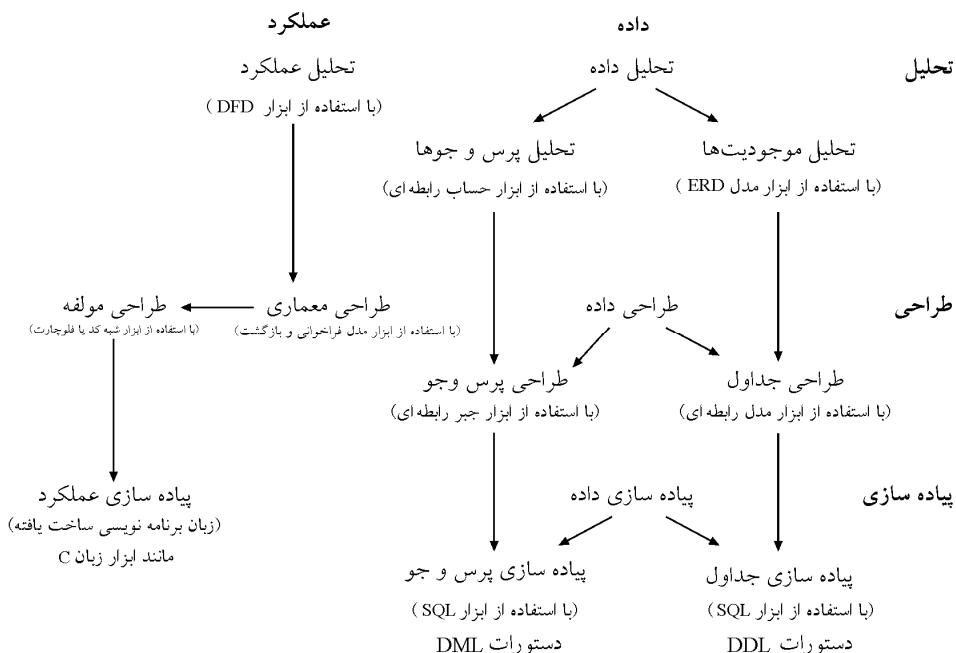 داده
عملکرد
تحلیل
تحلیل داده
تحلیل عملکرد
(با استفاده از ابزار DFD )
تحلیل موجودیت‌ها
(با استفاده از ابزار مدل ERD )
تحلیل پرس و جوها
(با استفاده از ابزار حساب رابطه ای)
طراحی
طراحی داده
طراحی معماری
(با استفاده از ابزار مدل فراخوانی و بازگشت)
طراحی مولفه
(با استفاده از ابزار شبه کد یا فلوچارت)
طراحی جداول
(با استفاده از ابزار مدل رابطه ای)
طراحی پرس وجو
(با استفاده از ابزار جبر رابطه ای)
پیاده سازی
پیاده سازی داده
پیاده سازی عملکرد
(زبان برنامه نویسی ساخت یافته)
مانند ابزار زبان C
پیاده سازی جداول
(با استفاده از ابزار SQL )
دستورات DDL
پیاده سازی پرس و جو
(با استفاده از ابزار SQL )
دستورات DML